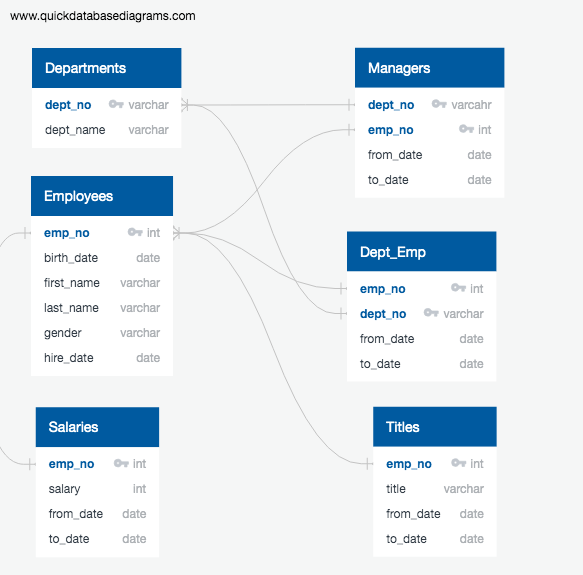 www.quickdatabasediagrams.com
Departments
dept_no varchar
dept_name varchar
Managers
dept_no varcahr
emp_no int
from_date date
to_date date
Employees
emp_no int
birth_date date
first_name varchar
last_name varchar
gender varchar
hire_date date
Dept_Emp
emp_no int
dept_no varchar
from_date date
to_date date
Salaries
emp_no int
salary int
from_date date
to_date date
Titles
emp_no int
title varchar
from_date date
to_date date